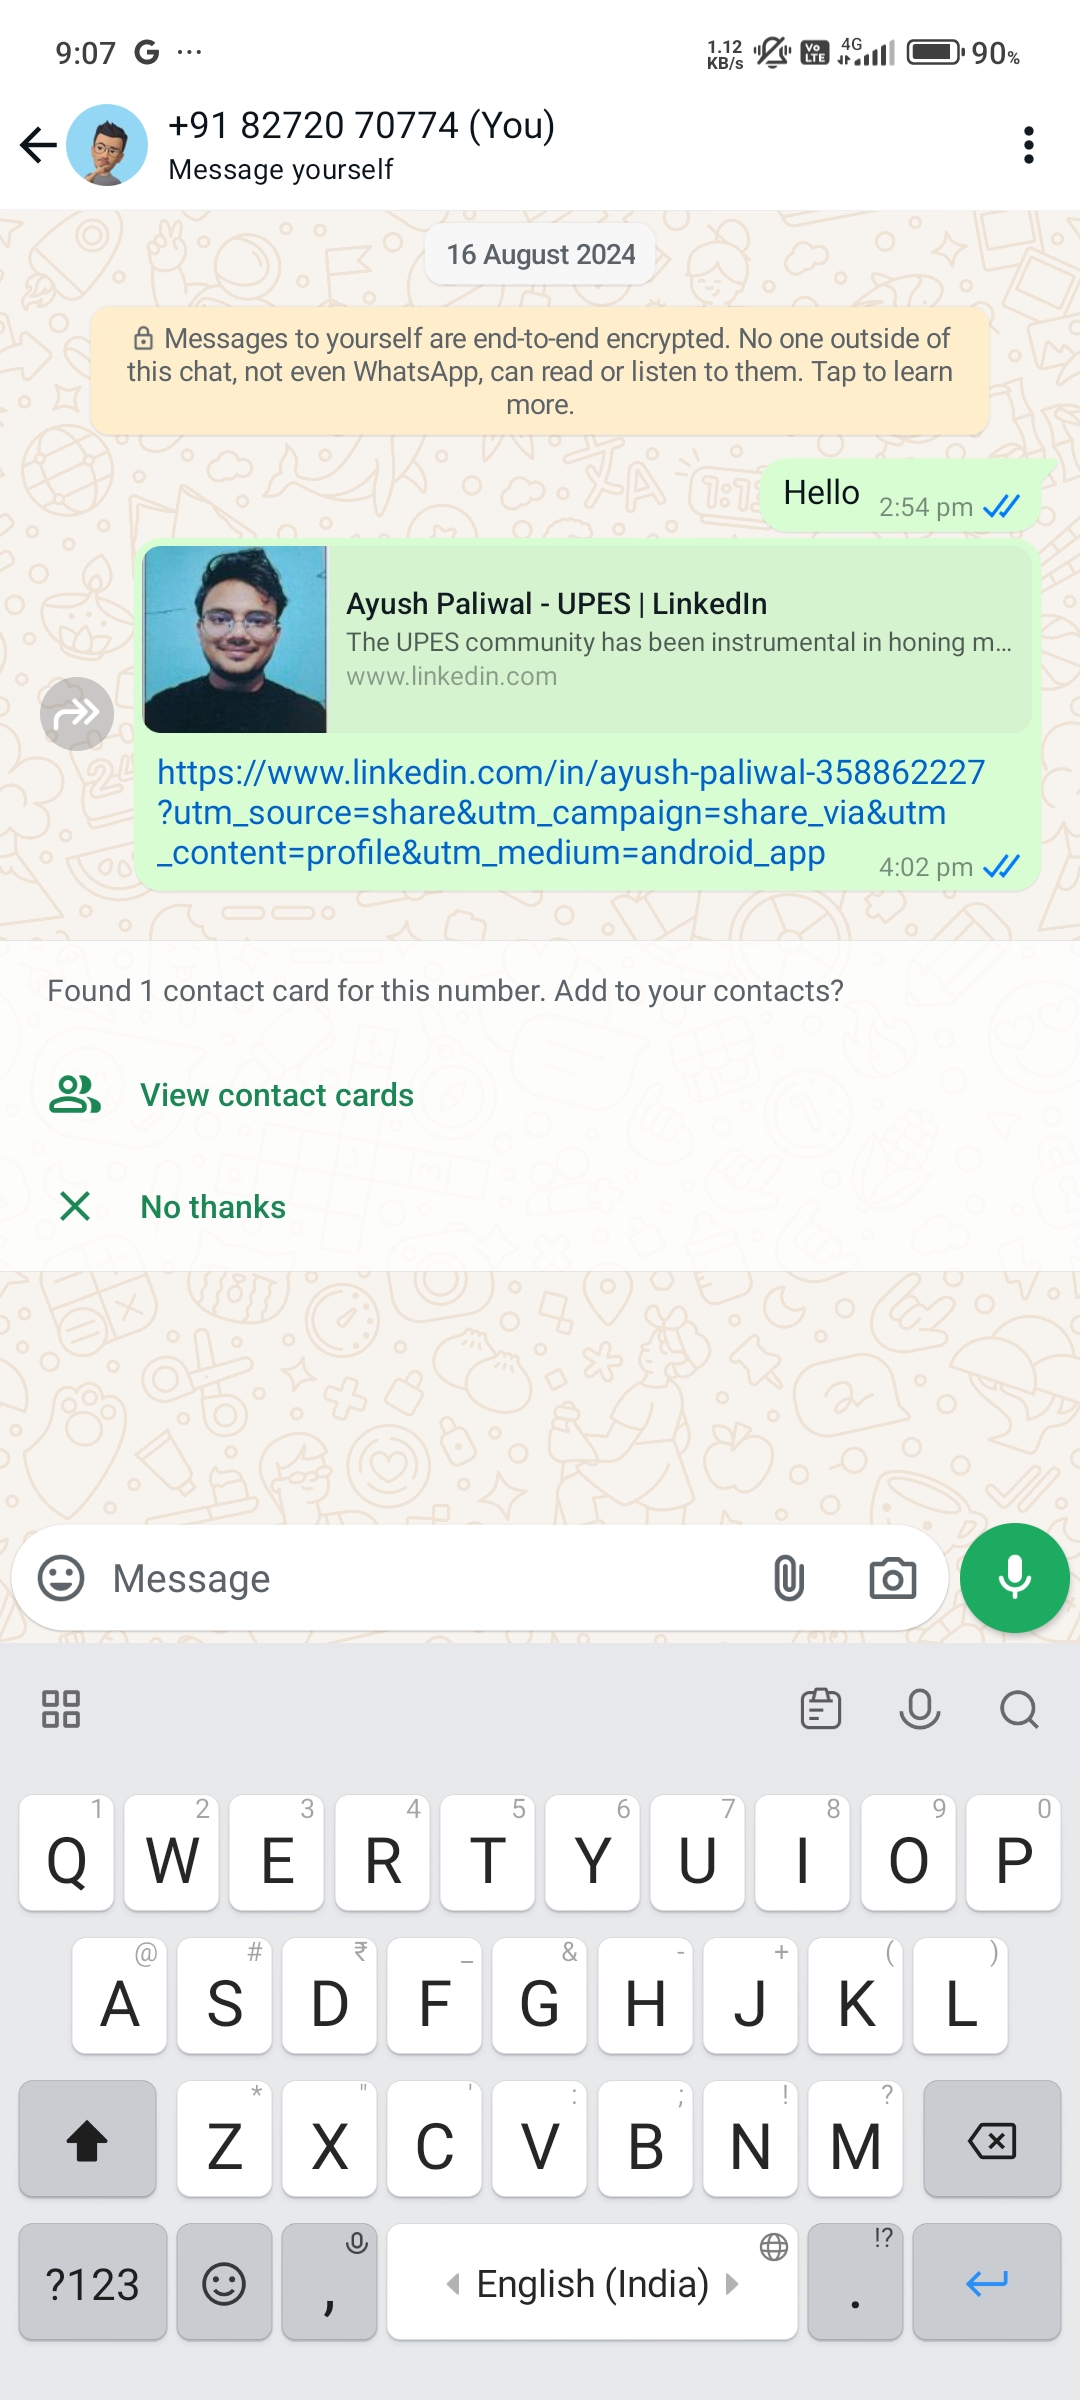 9:07 G ... 1.12 KB/s Vo LTE 4G 90%
+91 82720 70774 (You)
Message yourself
16 August 2024
Messages to yourself are end-to-end encrypted. No one outside of
this chat, not even WhatsApp, can read or listen to them. Tap to learn
more.
Hello 2:54 pm
Ayush Paliwal - UPES | LinkedIn
The UPES community has been instrumental in honing m...
www.linkedin.com
https://www.linkedin.com/in/ayush-paliwal-358862227
?utm_source=share&utm_campaign=share_via&utm
_content=profile&utm_medium=android_app 4:02 pm
Found 1 contact card for this number. Add to your contacts?
View contact cards
No thanks
Message
1 2 3 4 5 6 7 8 9 0
Q W E R T Y U I O P
@ # ₹ _ & - + ( )
A S D F G H J K L
* " ' : ; ! ?
Z X C V B N M
!?
?123 , English (India) .